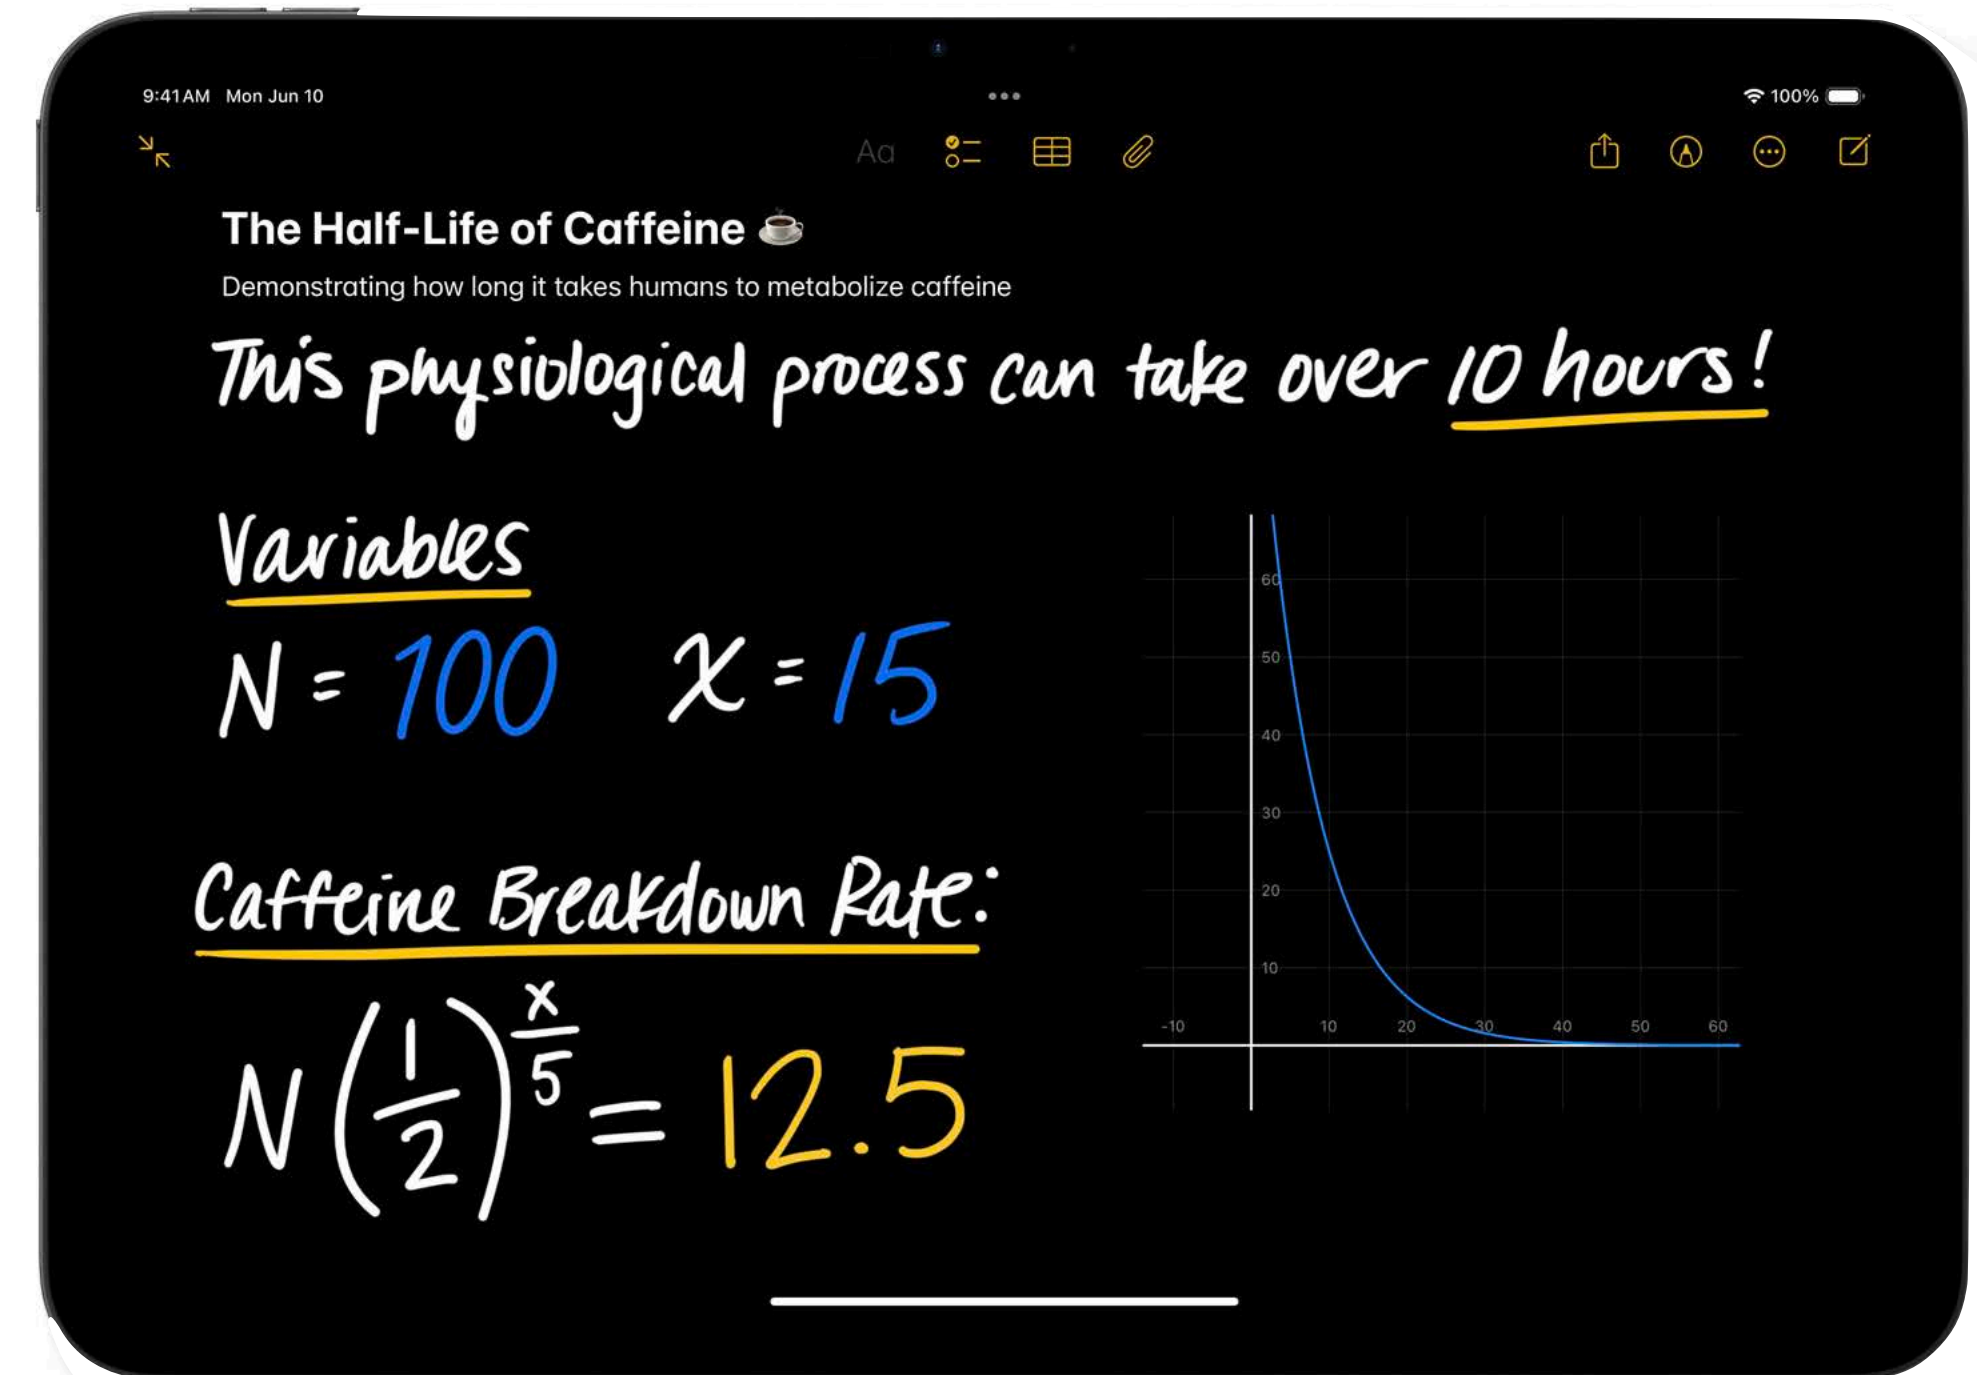 9:41 AM Mon Jun 10
100%
Aa
The Half-Life of Caffeine ☕
Demonstrating how long it takes humans to metabolize caffeine
This physiological process can take over 10 hours!
Variables
N = 100 x = 15
Caffeine Breakdown Rate:
N(1/2)^(x/5) = 12.5
60
50
40
30
20
10
-10 10 20 30 40 50 60